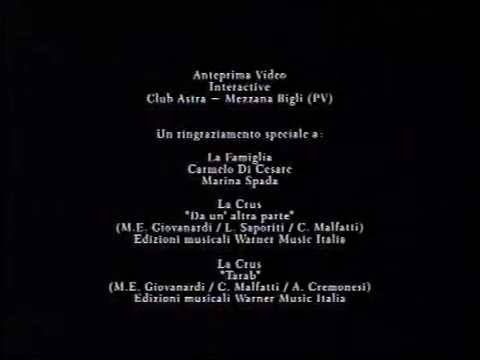 Anteprima Video
Interactive
Club Astra — Mezzana Bigli (PV)
Un ringraziamento speciale a:
La Famiglia
Carmelo Di Cesare
Marina Spada
La Crus
"Da un' altra parte"
(M.E. Giovanardi / L. Saporiti / C. Malfatti)
Edizioni musicali Warner Music Italia
La Crus
"Tarab"
(M.E. Giovanardi / C. Malfatti / A. Cremonesi)
Edizioni musicali Warner Music Italia